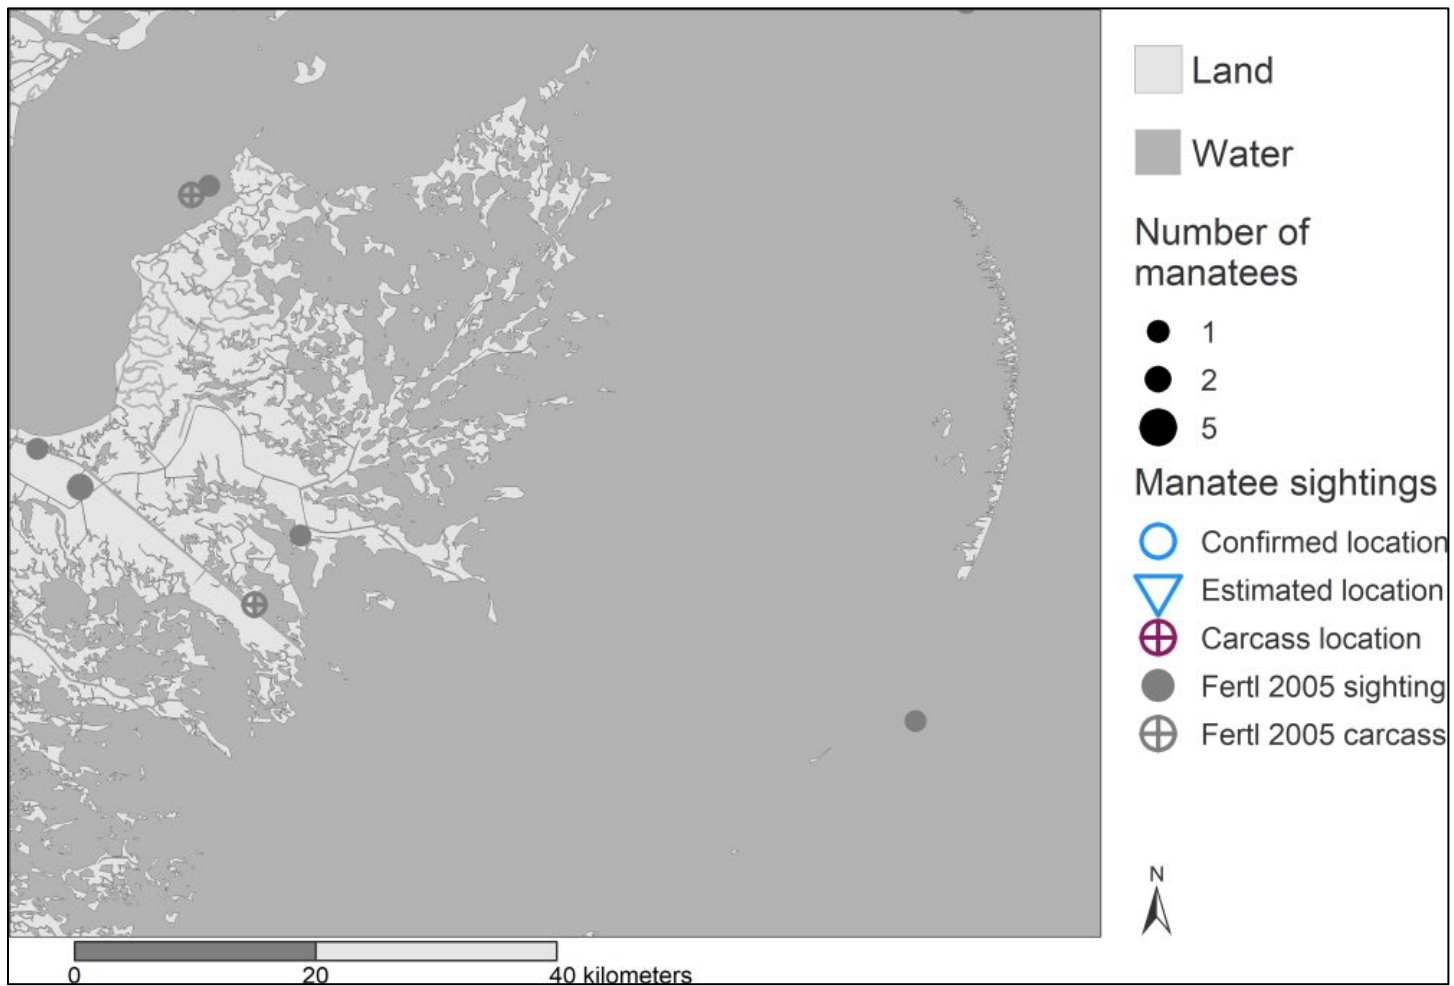 Land
Water
Number of
manatees
1
2
5
Manatee sightings
Confirmed location
Estimated location
Carcass location
Fertl 2005 sighting
Fertl 2005 carcass
N
0 20 40 kilometers